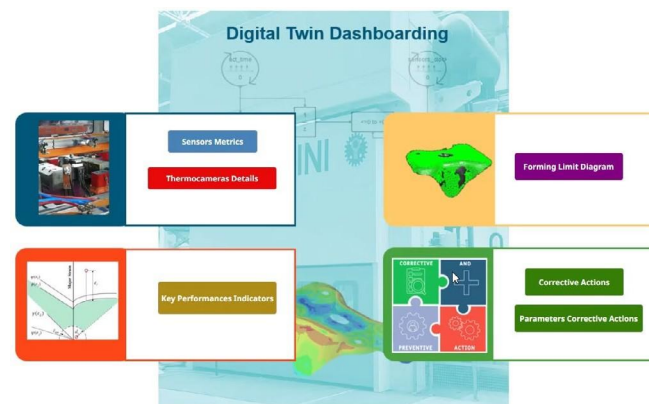 Digital Twin Dashboarding
Sensors Metrics
Thermocameras Details
Forming Limit Diagram
Key Performances Indicators
CORRECTIVE
AND
PREVENTIVE
ACTION
Corrective Actions
Parameters Corrective Actions